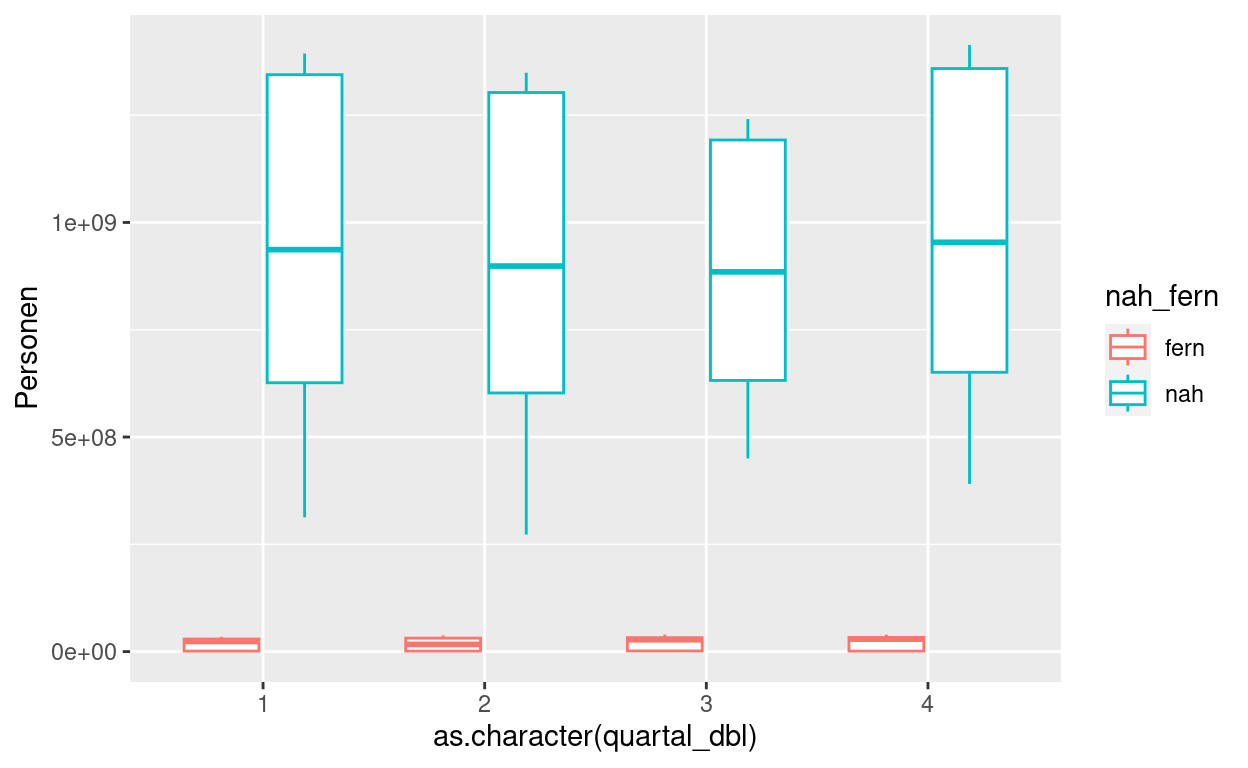 Personen
1e+09
5e+08
0e+00
1 2 3 4
as.character(quartal_dbl)
nah_fern
fern
nah